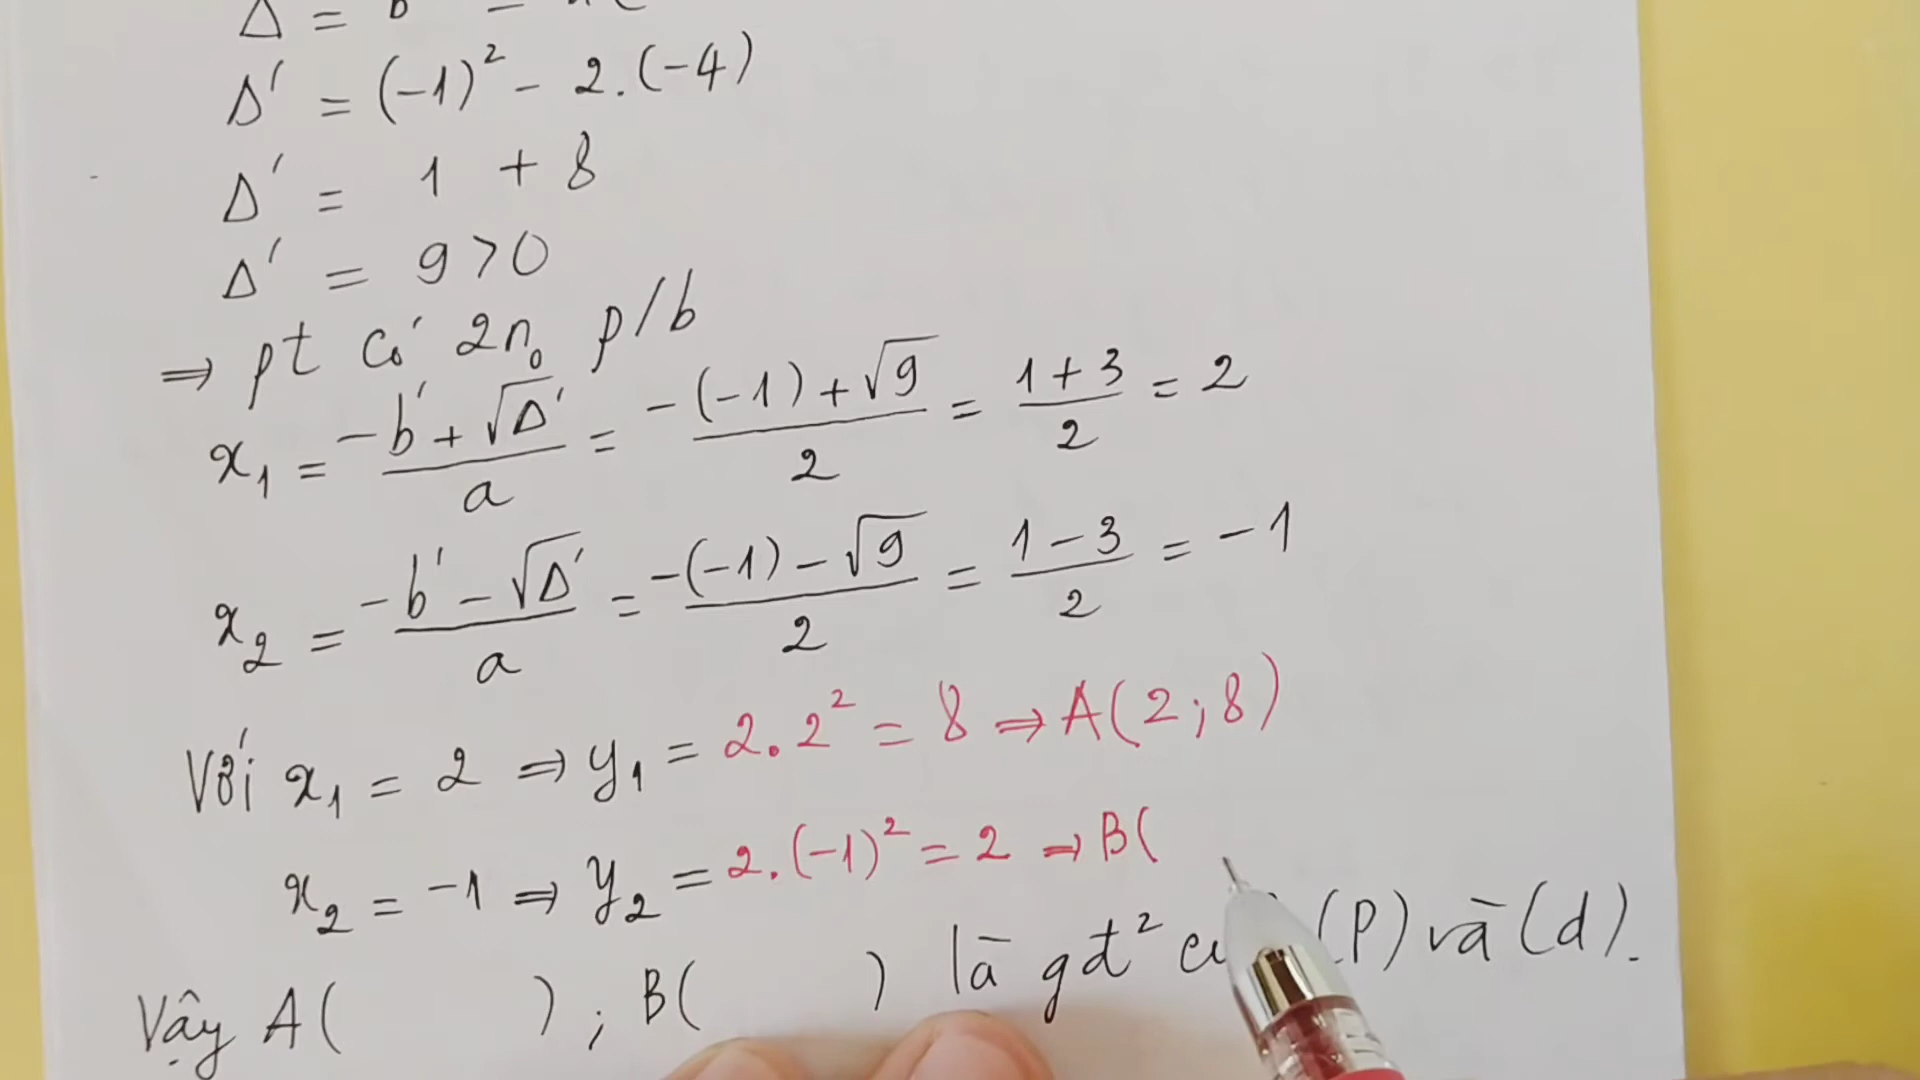 Δ' = (-1)² - 2.(-4)
Δ' = 1 + 8
Δ' = 9 > 0
⇒ pt có 2n₀ p/b
x₁ = (-b' + √Δ')/a = (-(-1) + √9)/2 = (1 + 3)/2 = 2
x₂ = (-b' - √Δ')/a = (-(-1) - √9)/2 = (1 - 3)/2 = -1
Với x₁ = 2 ⇒ y₁ = 2.2² = 8 ⇒ A(2;8)
x₂ = -1 ⇒ y₂ = 2.(-1)² = 2 ⇒ B(
Vậy A( ) ; B( ) là gđ² (P) và (d).